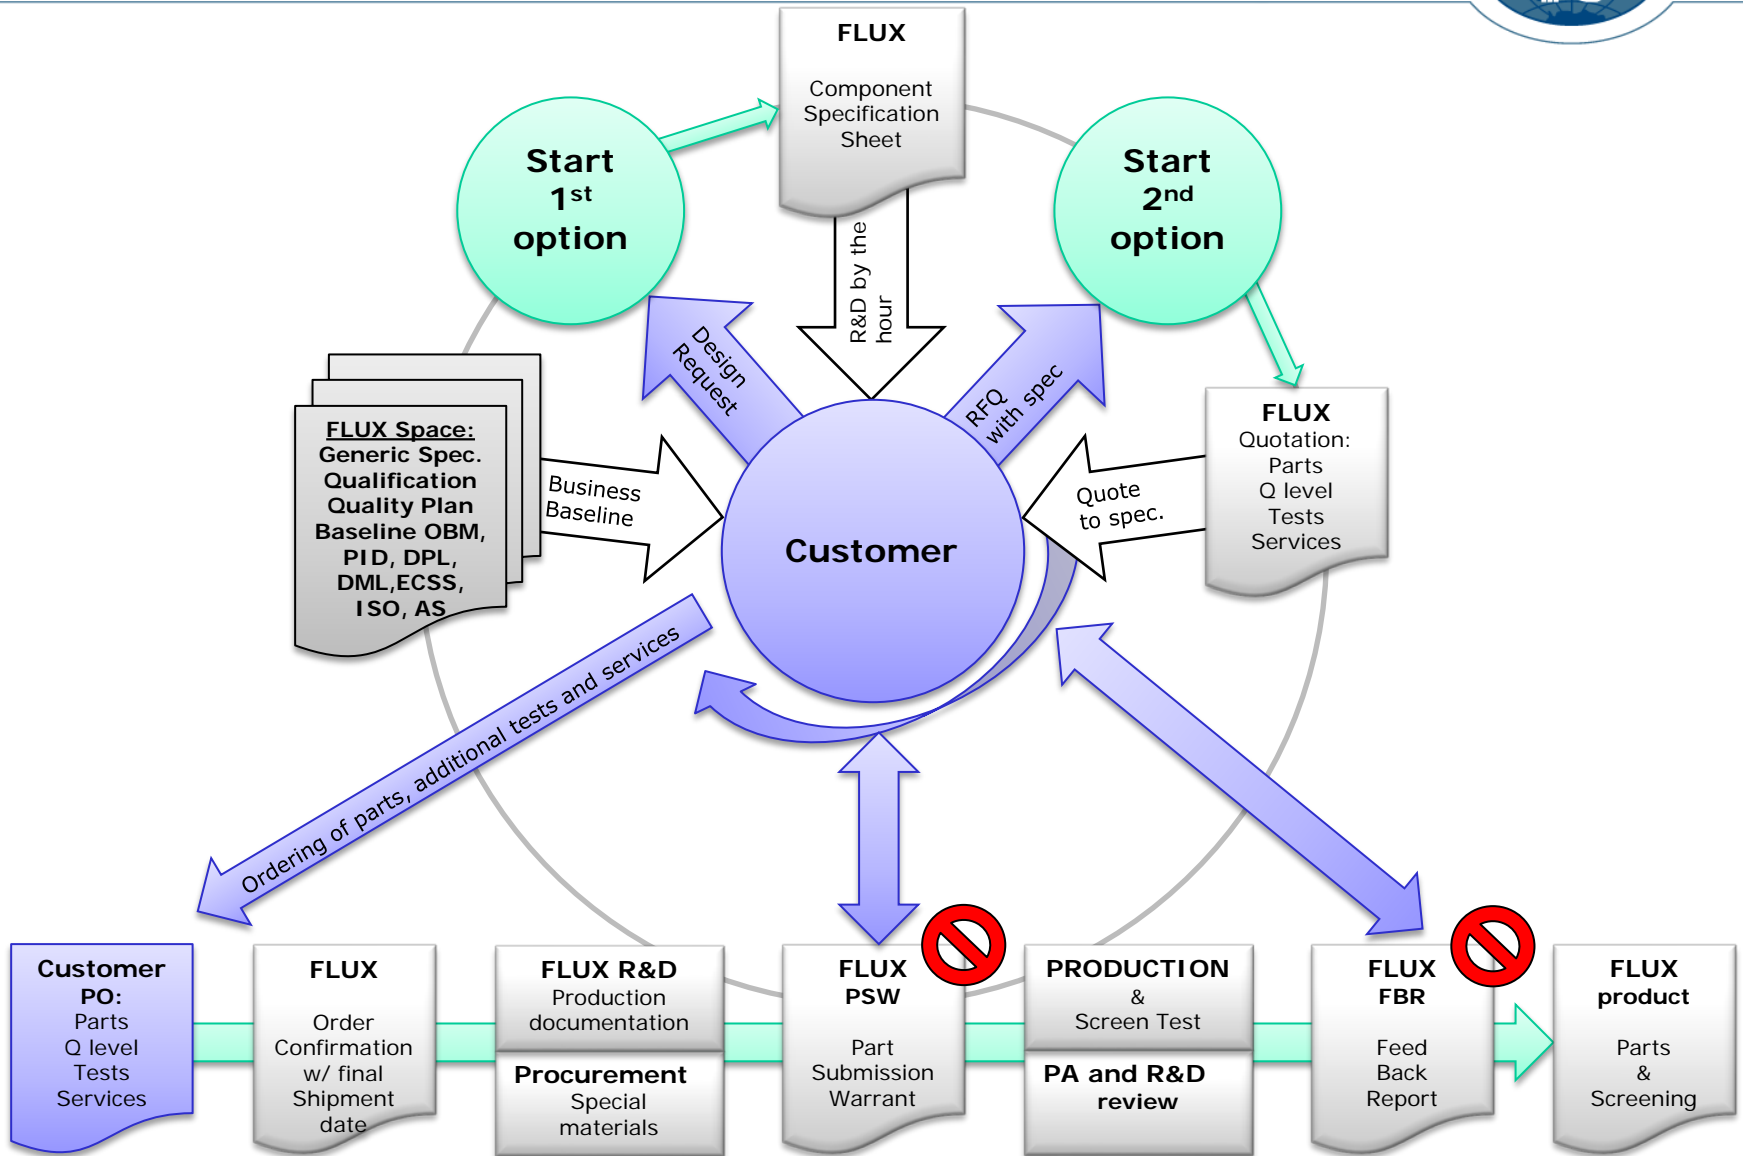 FLUX
Component
Specification
Sheet
Start
1st
option
Start
2nd
option
R&D by the
hour
Design
Request
RFQ
with spec
FLUX Space:
Generic Spec.
Qualification
Quality Plan
Baseline OBM,
PID, DPL,
DML,ECSS,
ISO, AS
Business
Baseline
Customer
Quote
to spec.
FLUX
Quotation:
Parts
Q level
Tests
Services
Ordering of parts, additional tests and services
Customer
PO:
Parts
Q level
Tests
Services
FLUX
Order
Confirmation
w/ final
Shipment
date
FLUX R&D
Production
documentation
Procurement
Special
materials
FLUX
PSW
Part
Submission
Warrant
PRODUCTION
&
Screen Test
PA and R&D
review
FLUX
FBR
Feed
Back
Report
FLUX
product
Parts
&
Screening